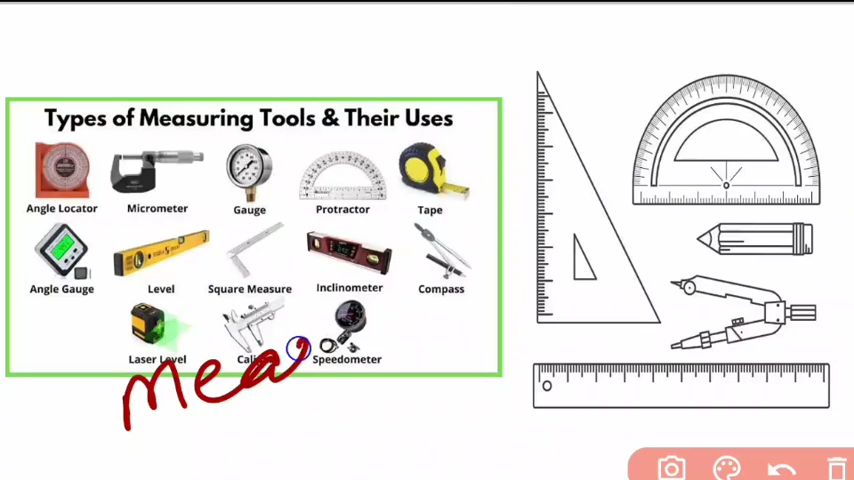 Types of Measuring Tools & Their Uses
Angle Locator Micrometer Gauge Protractor Tape
Angle Gauge Level Square Measure Inclinometer Compass
Laser Level Speedometer
Mea
0